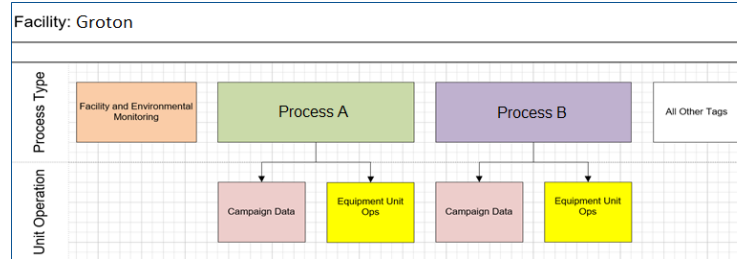 Facility: Groton
Process Type
Facility and Environmental
Monitoring
Process A
Process B
All Other Tags
Unit Operation
Campaign Data
Equipment Unit
Ops
Campaign Data
Equipment Unit
Ops